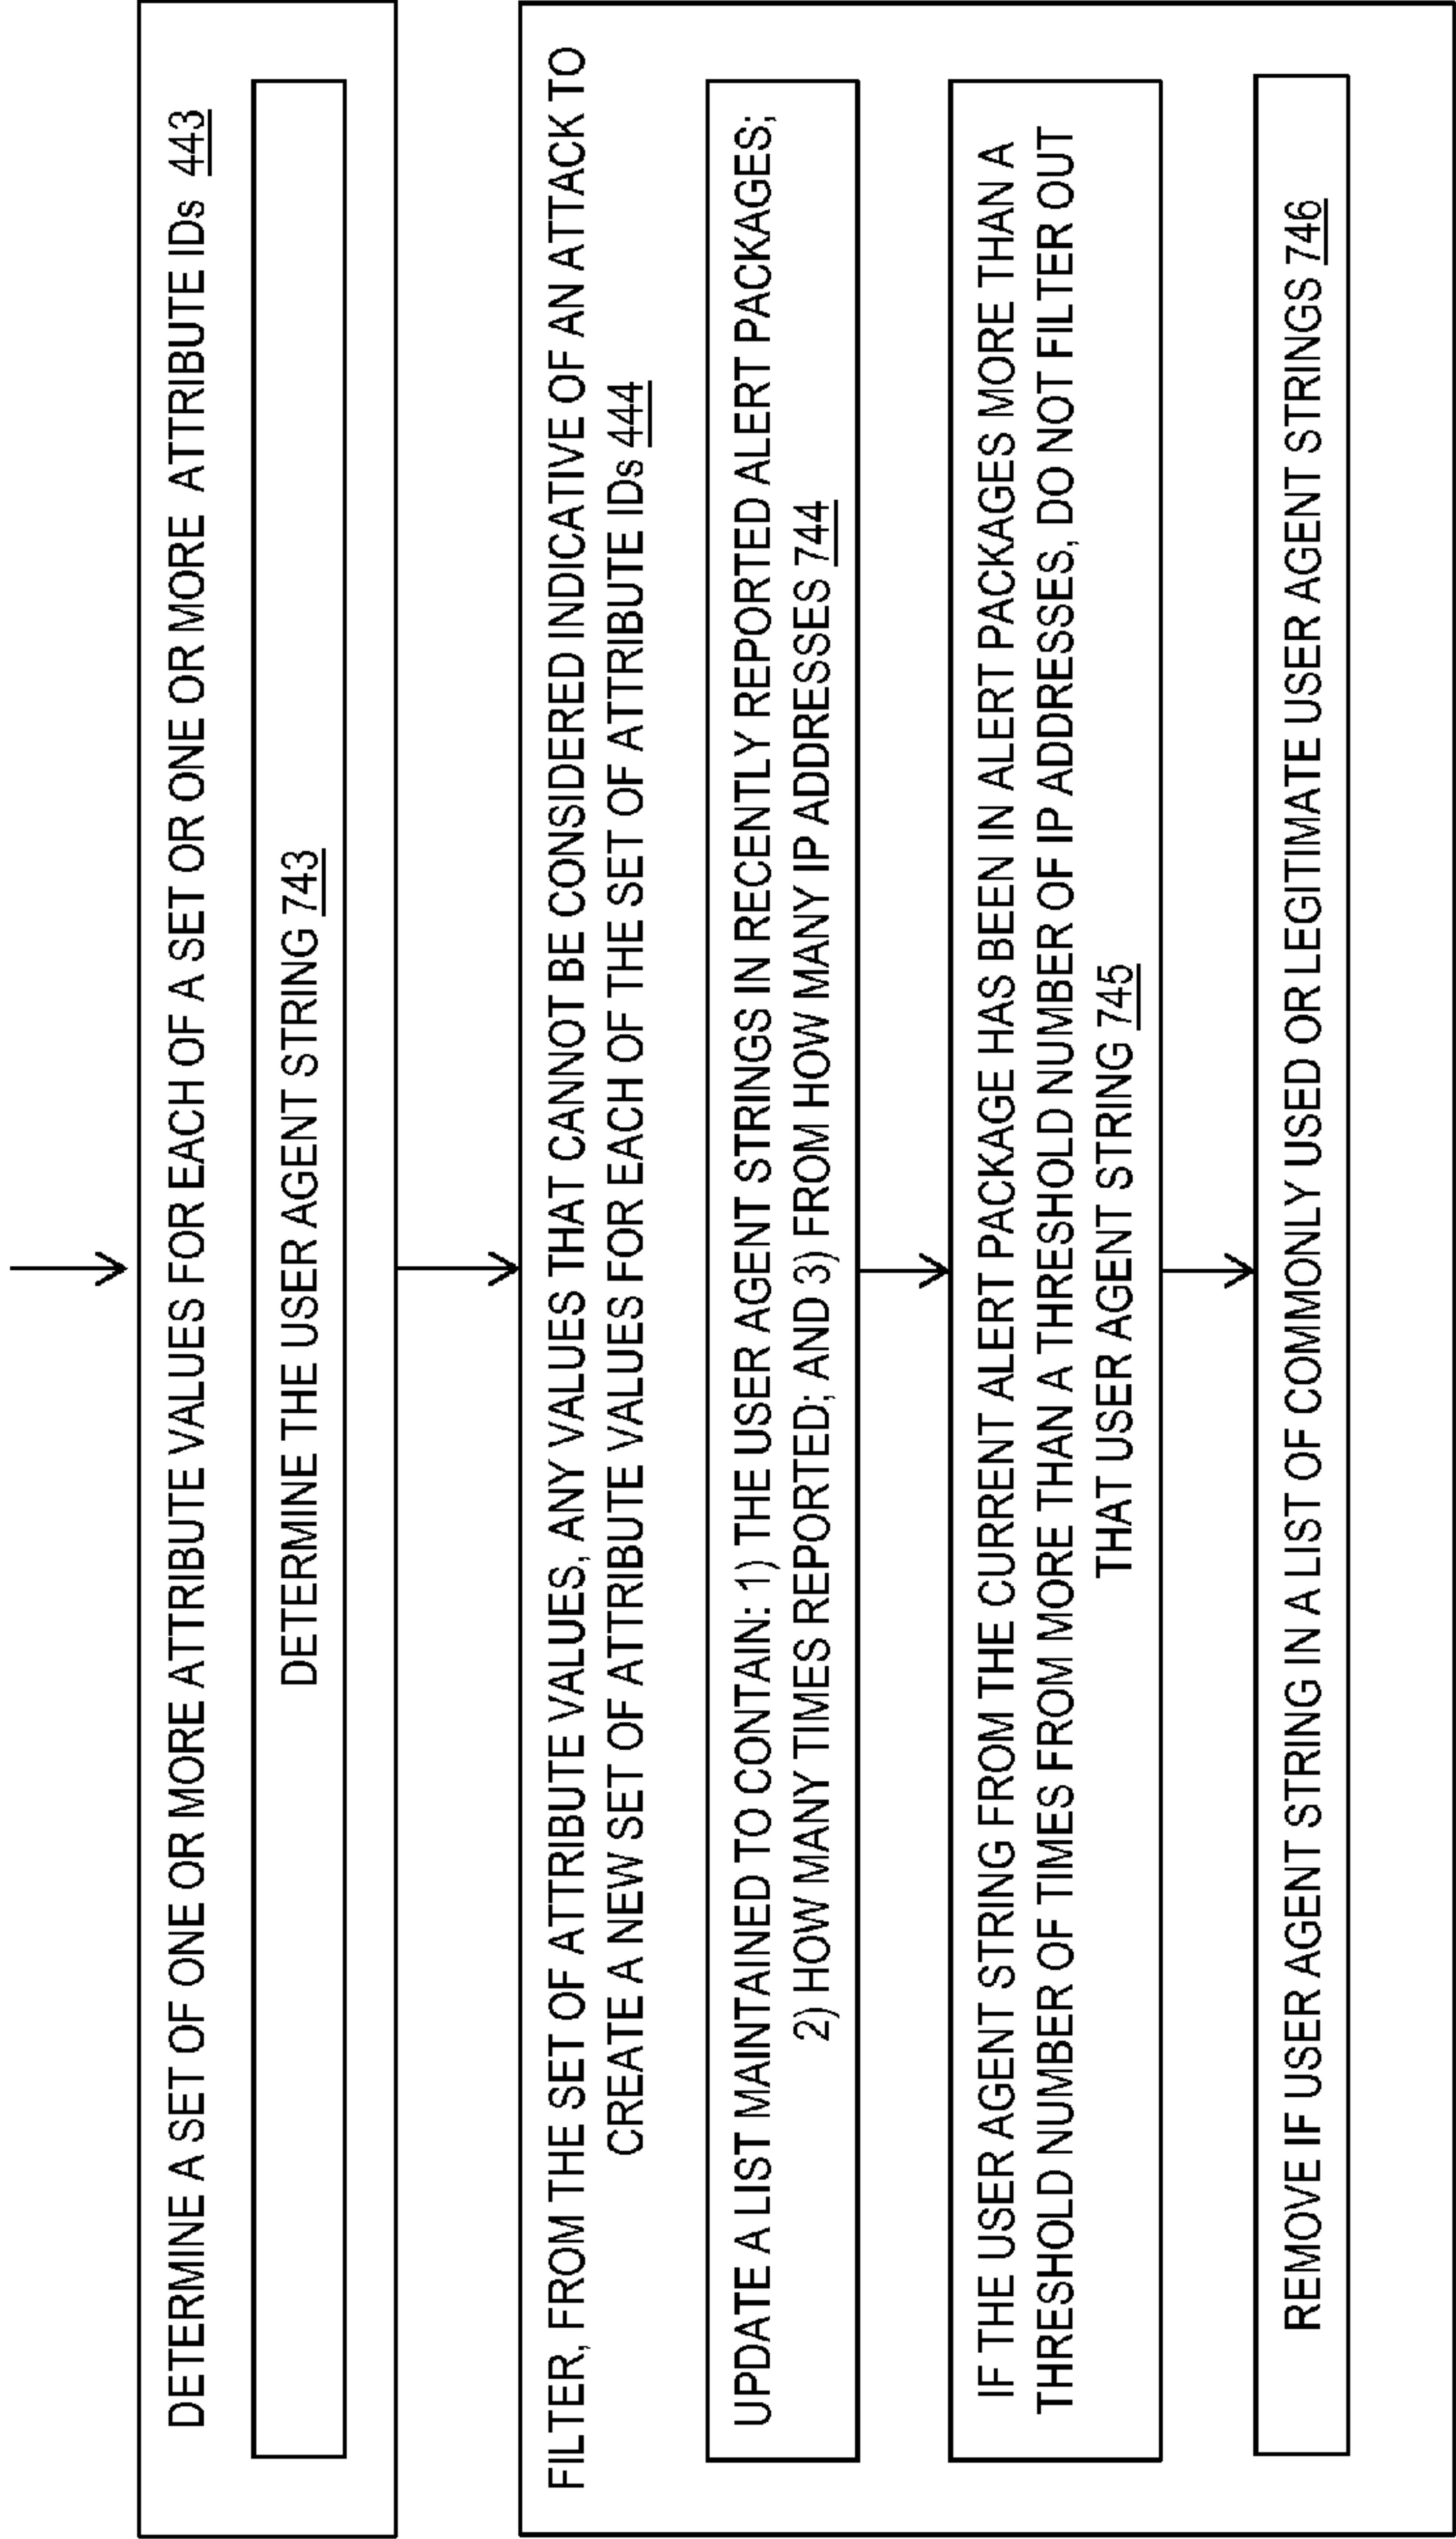 DETERMINE A SET OF ONE OR MORE ATTRIBUTE VALUES FOR EACH OF A SET OR ONE OR MORE ATTRIBUTE IDs 443
DETERMINE THE USER AGENT STRING 743
FILTER, FROM THE SET OF ATTRIBUTE VALUES, ANY VALUES THAT CANNOT BE CONSIDERED INDICATIVE OF AN ATTACK TO
CREATE A NEW SET OF ATTRIBUTE VALUES FOR EACH OF THE SET OF ATTRIBUTE IDs 444
UPDATE A LIST MAINTAINED TO CONTAIN: 1) THE USER AGENT STRINGS IN RECENTLY REPORTED ALERT PACKAGES;
2) HOW MANY TIMES REPORTED; AND 3) FROM HOW MANY IP ADDRESSES 744
IF THE USER AGENT STRING FROM THE CURRENT ALERT PACKAGE HAS BEEN IN ALERT PACKAGES MORE THAN A
THRESHOLD NUMBER OF TIMES FROM MORE THAN A THRESHOLD NUMBER OF IP ADDRESSES, DO NOT FILTER OUT
THAT USER AGENT STRING 745
REMOVE IF USER AGENT STRING IN A LIST OF COMMONLY USED OR LEGITIMATE USER AGENT STRINGS 746